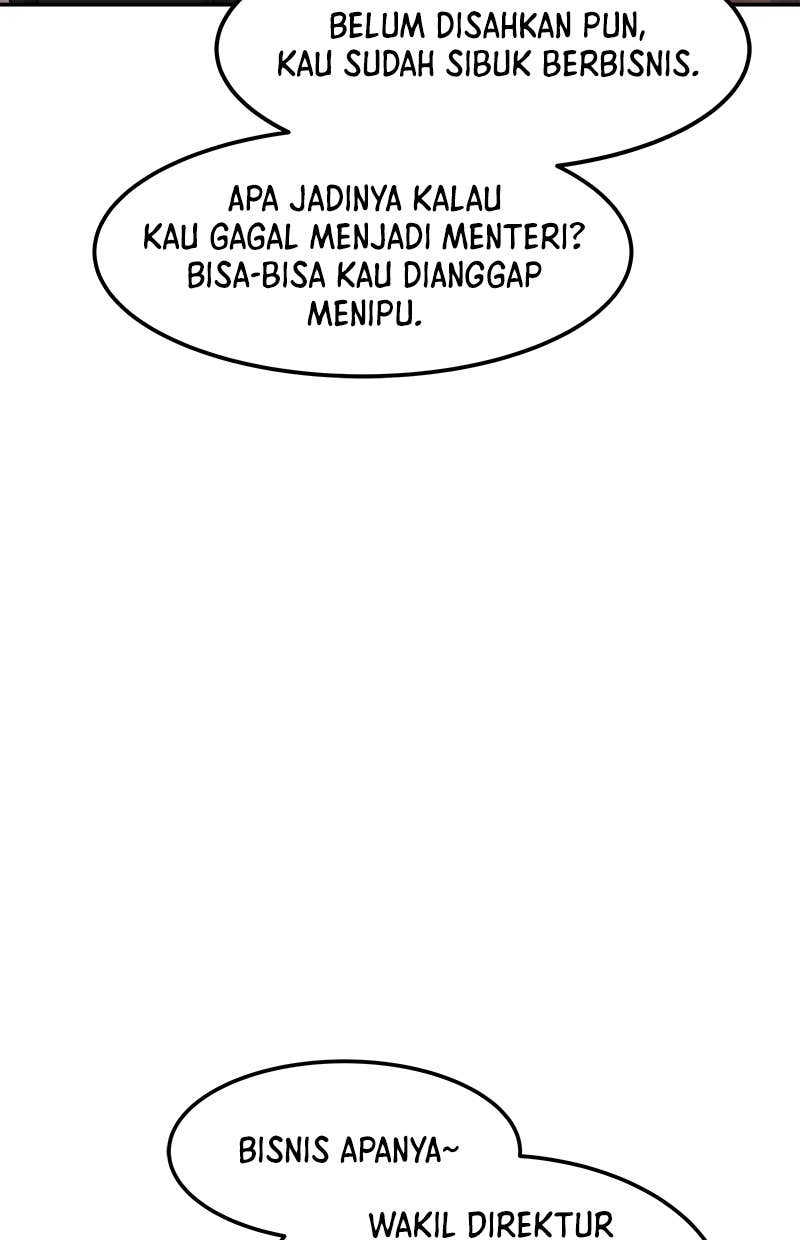 BELUM DISAHKAN PUN,
KAU SUDAH SIBUK BERBISNIS.
APA JADINYA KALAU
KAU GAGAL MENJADI MENTERI?
BISA-BISA KAU DIANGGAP
MENIPU.
BISNIS APANYA~
WAKIL DIREKTUR